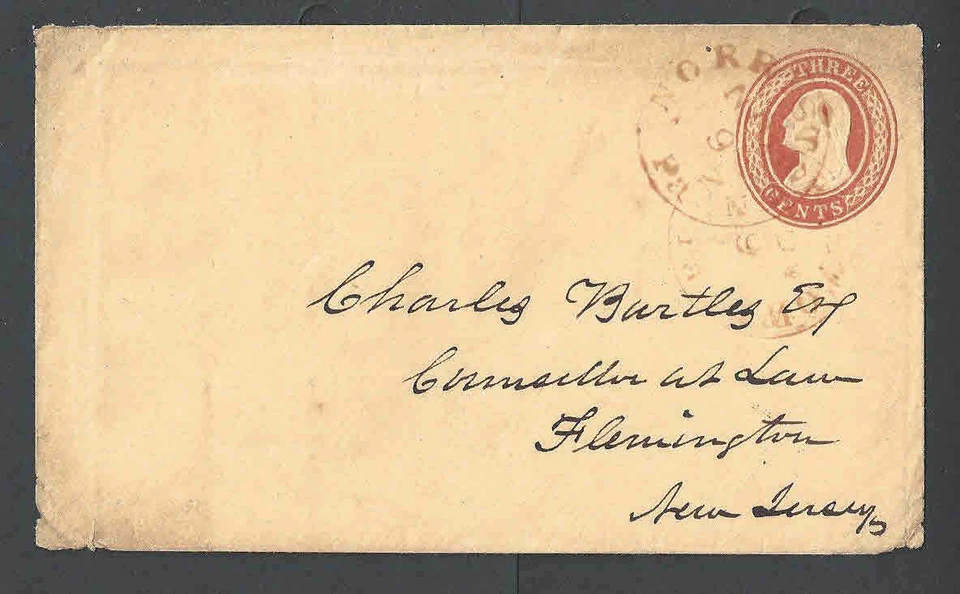 THREE
CENTS
Charles Bartles Esq
Counsellor at Law
Flemington
New Jersey